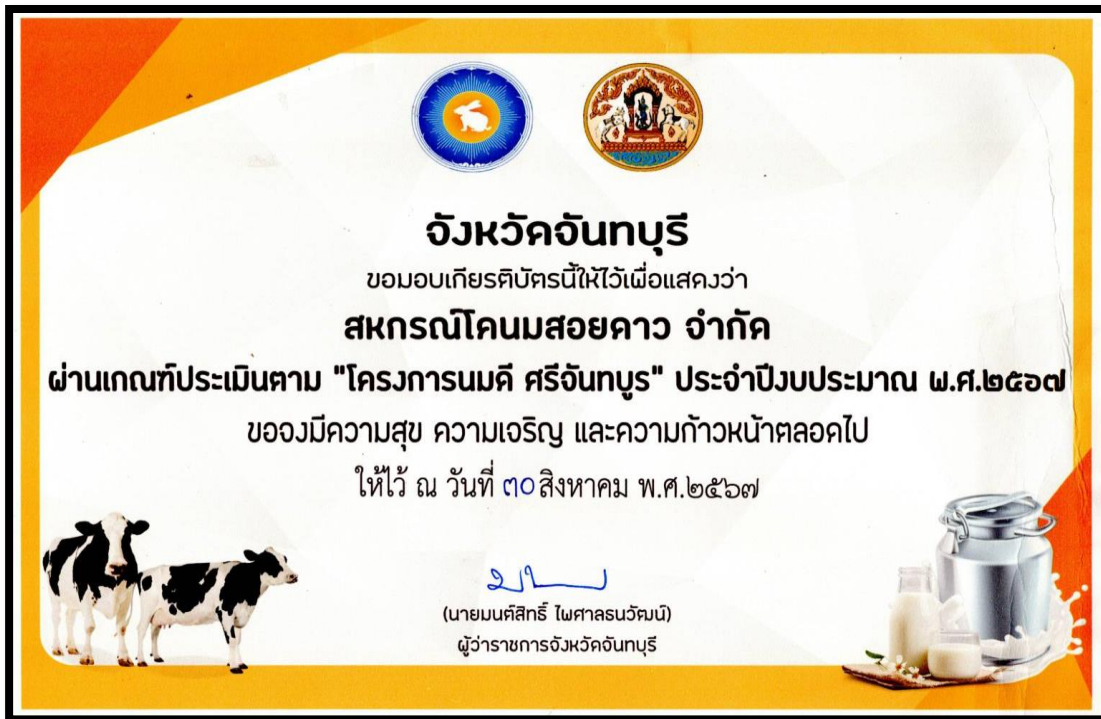 จังหวัดจันทบุรี
ขอมอบเกียรติบัตรนี้ให้ไว้เพื่อแสดงว่า
สหกรณ์โคนมสอยดาว จำกัด
ผ่านเกณฑ์ประเมินตาม "โครงการนมดี ศรีจันทบูร" ประจำปีงบประมาณ พ.ศ.๒๕๖๗
ขอจงมีความสุข ความเจริญ และความก้าวหน้าตลอดไป
ให้ไว้ ณ วันที่ ๓๐ สิงหาคม พ.ศ.๒๕๖๗
(นายมนต์สิทธิ์ ไพศาลธนวัฒน์)
ผู้ว่าราชการจังหวัดจันทบุรี